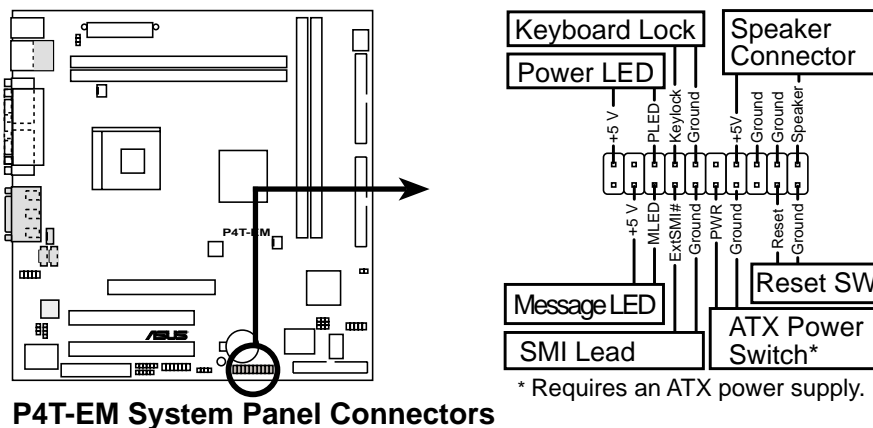 Keyboard Lock
Speaker
Connector
Power LED
+5 V
PLED
Keylock
Ground
+5V
Ground
Ground
Speaker
+5 V
MLED
ExtSMI#
Ground
PWR
Ground
Reset
Ground
Reset SW
Message LED
ATX Power
Switch*
SMI Lead
* Requires an ATX power supply.
P4T-EM
ASUS
P4T-EM System Panel Connectors